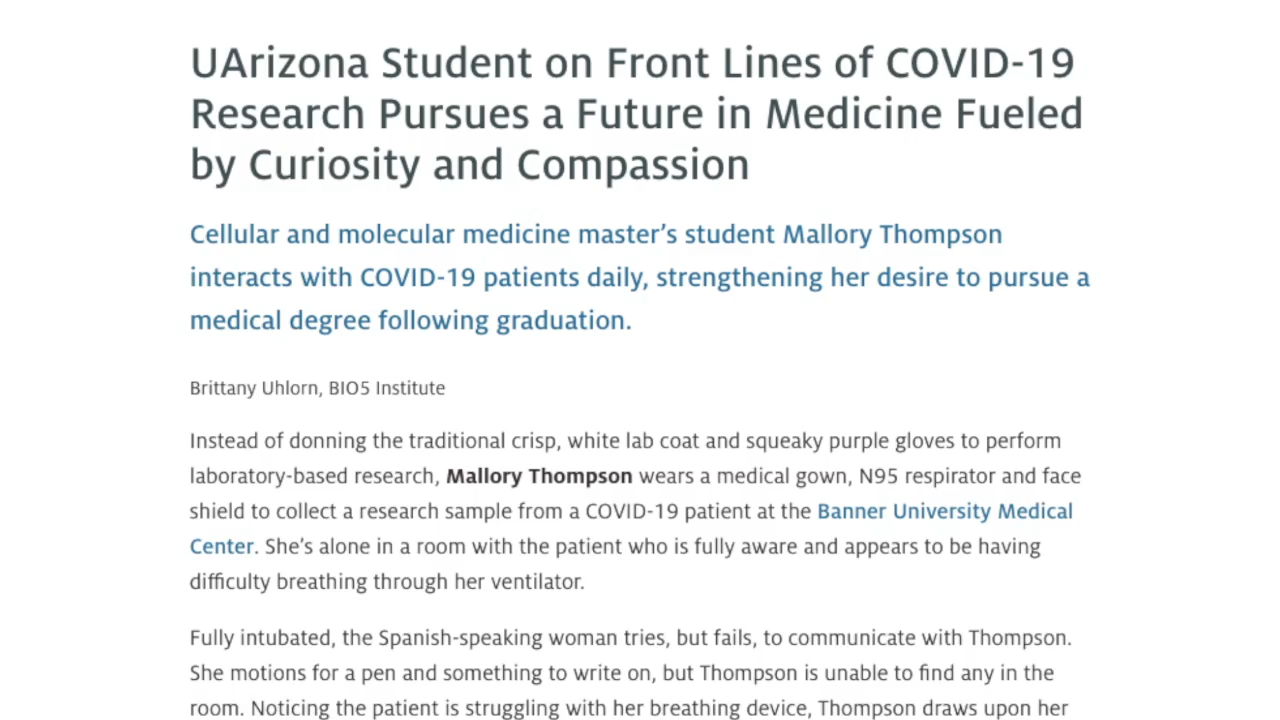 UArizona Student on Front Lines of COVID-19
Research Pursues a Future in Medicine Fueled
by Curiosity and Compassion
Cellular and molecular medicine master’s student Mallory Thompson
interacts with COVID-19 patients daily, strengthening her desire to pursue a
medical degree following graduation.
Brittany Uhlorn, BIO5 Institute
Instead of donning the traditional crisp, white lab coat and squeaky purple gloves to perform
laboratory-based research, Mallory Thompson wears a medical gown, N95 respirator and face
shield to collect a research sample from a COVID-19 patient at the Banner University Medical
Center. She’s alone in a room with the patient who is fully aware and appears to be having
difficulty breathing through her ventilator.
Fully intubated, the Spanish-speaking woman tries, but fails, to communicate with Thompson.
She motions for a pen and something to write on, but Thompson is unable to find any in the
room. Noticing the patient is struggling with her breathing device, Thompson draws upon her